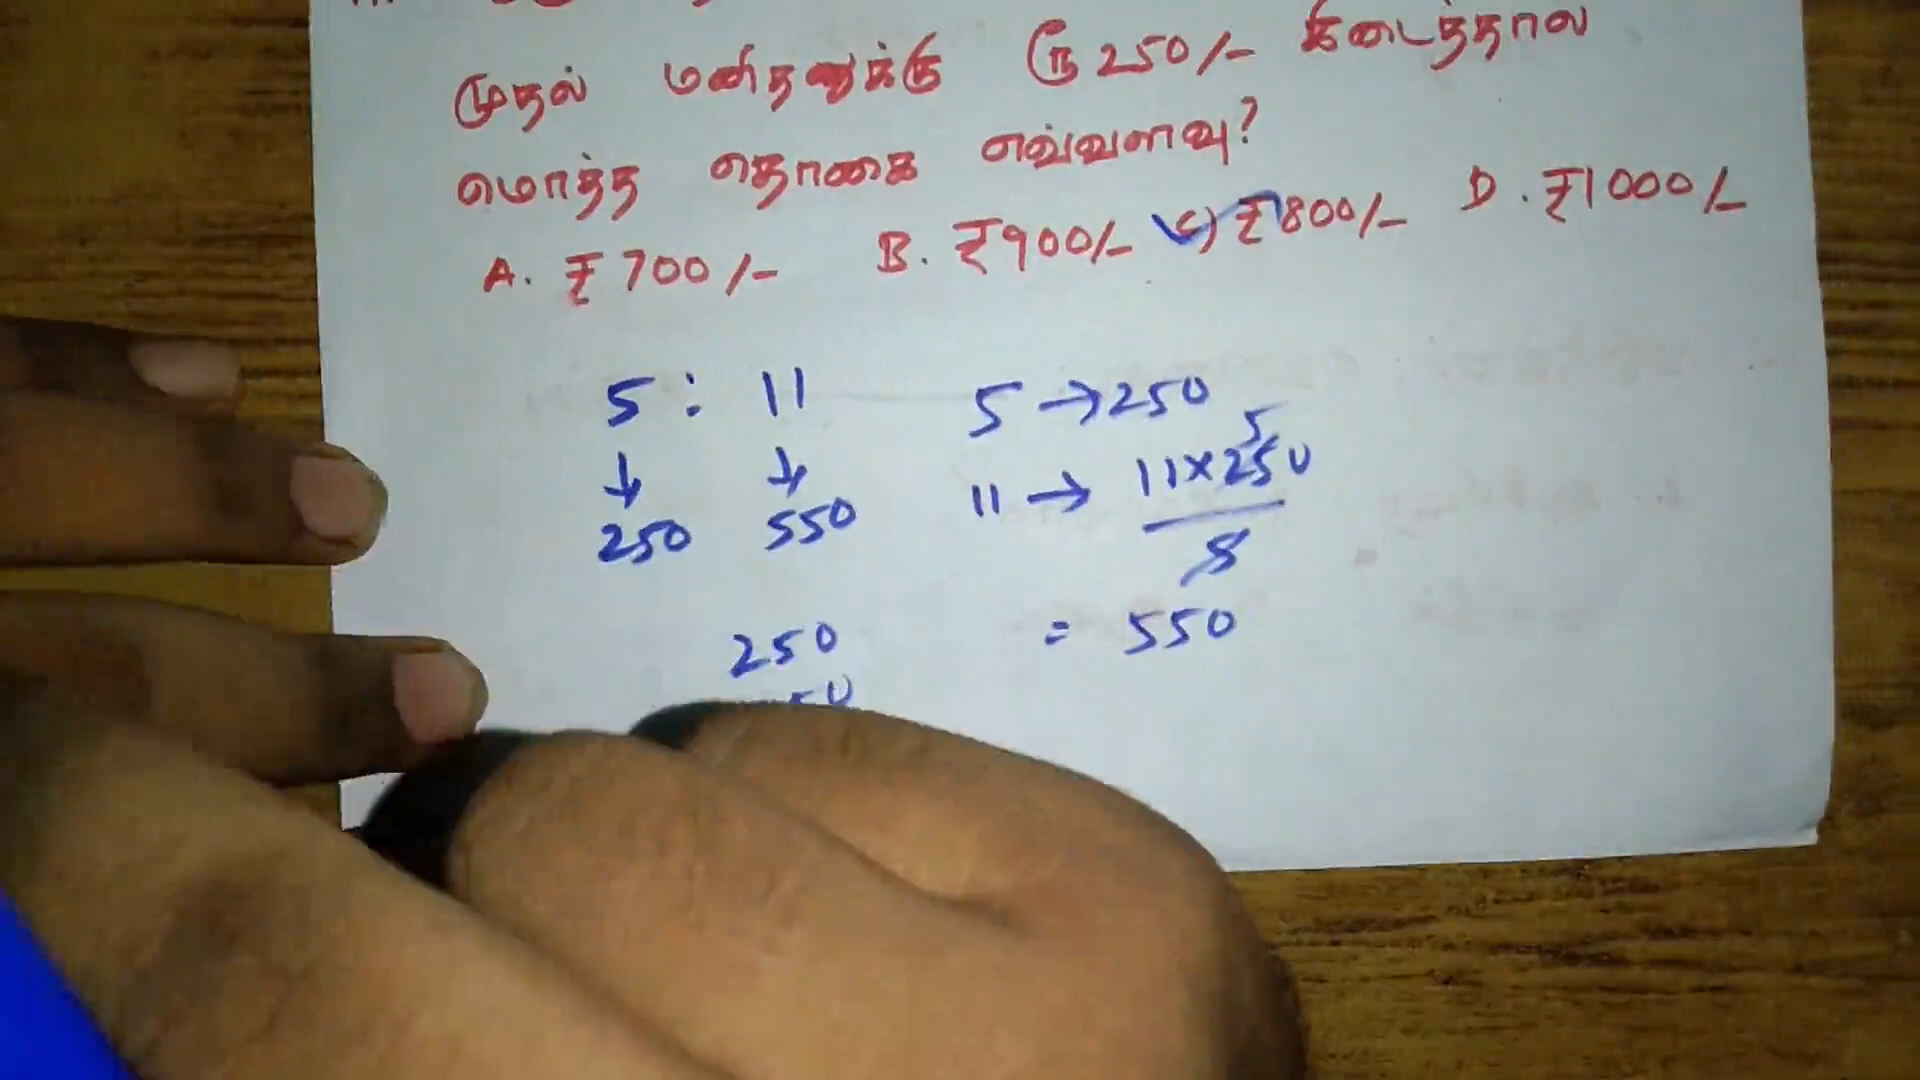 முதல் மனிதனுக்கு ரூ 250/- கிடைத்தால்
மொத்த தொகை எவ்வளவு?
A. ₹ 700/- B. ₹900/- C) ₹800/- D. ₹1000/-
5 : 11
↓ ↓
250 550
250
5 → 250
5
11 → 11×250
5
= 550